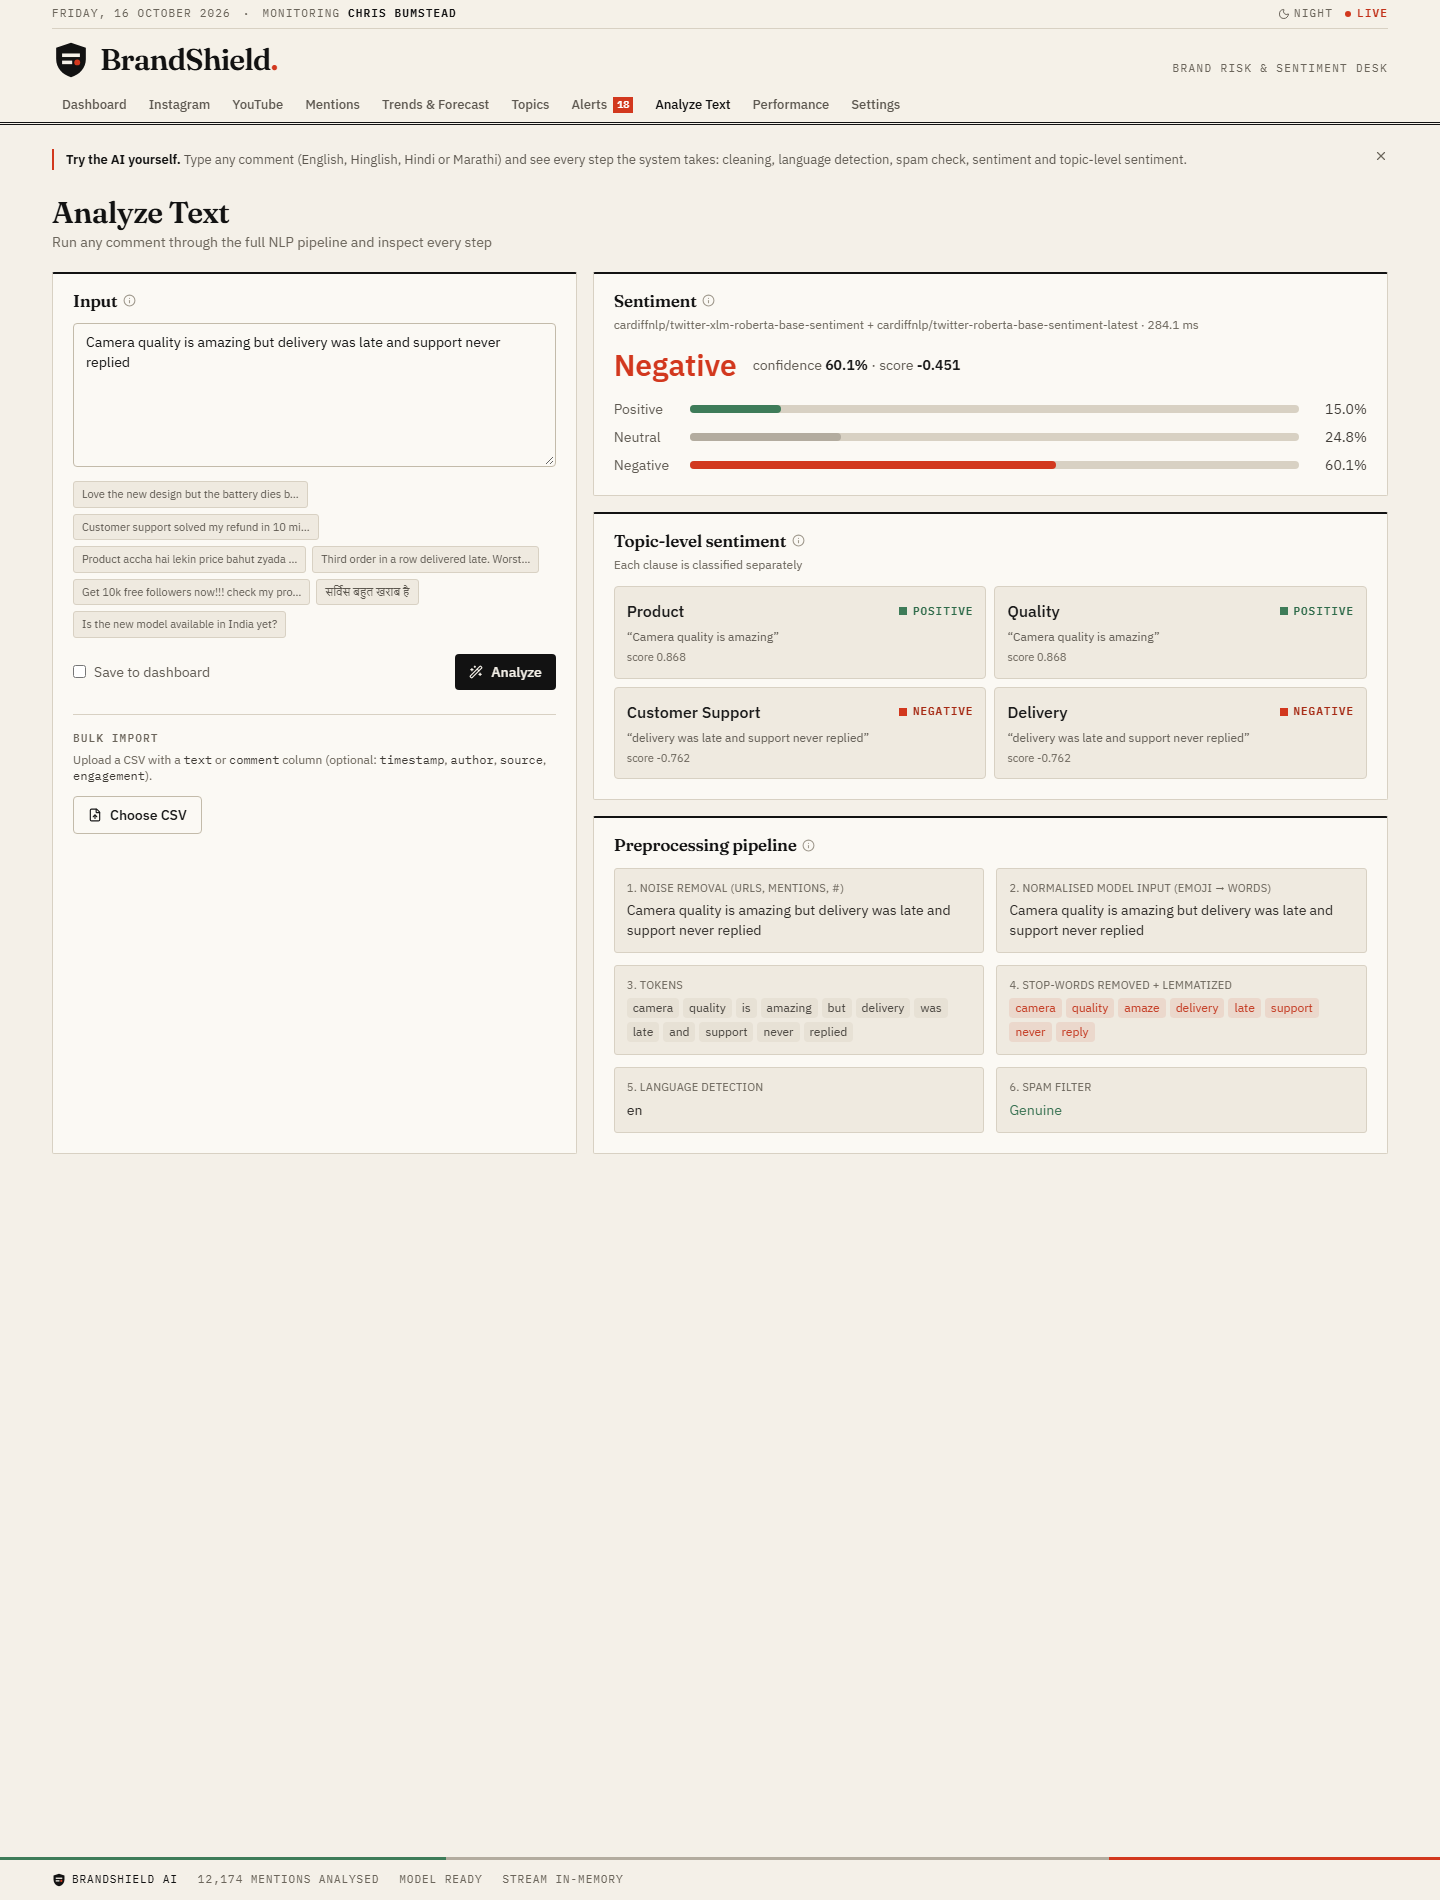 FRIDAY, 16 OCTOBER 2026 · MONITORING CHRIS BUMSTEAD
NIGHT LIVE
BrandShield.
BRAND RISK & SENTIMENT DESK
Dashboard Instagram YouTube Mentions Trends & Forecast Topics Alerts 18 Analyze Text Performance Settings
Try the AI yourself. Type any comment (English, Hinglish, Hindi or Marathi) and see every step the system takes: cleaning, language detection, spam check, sentiment and topic-level sentiment.
Analyze Text
Run any comment through the full NLP pipeline and inspect every step
Input
Camera quality is amazing but delivery was late and support never
replied
Love the new design but the battery dies b...
Customer support solved my refund in 10 mi...
Product accha hai lekin price bahut zyada ...
Third order in a row delivered late. Worst...
Get 10k free followers now!!! check my pro...
सर्विस बहुत खराब है
Is the new model available in India yet?
Save to dashboard
Analyze
BULK IMPORT
Upload a CSV with a text or comment column (optional: timestamp, author, source,
engagement).
Choose CSV
Sentiment
cardiffnlp/twitter-xlm-roberta-base-sentiment + cardiffnlp/twitter-roberta-base-sentiment-latest · 284.1 ms
Negative confidence 60.1% · score -0.451
Positive 15.0%
Neutral 24.8%
Negative 60.1%
Topic-level sentiment
Each clause is classified separately
Product POSITIVE
“Camera quality is amazing”
score 0.868
Quality POSITIVE
“Camera quality is amazing”
score 0.868
Customer Support NEGATIVE
“delivery was late and support never replied”
score -0.762
Delivery NEGATIVE
“delivery was late and support never replied”
score -0.762
Preprocessing pipeline
1. NOISE REMOVAL (URLS, MENTIONS, #)
Camera quality is amazing but delivery was late and
support never replied
2. NORMALISED MODEL INPUT (EMOJI → WORDS)
Camera quality is amazing but delivery was late and
support never replied
3. TOKENS
camera quality is amazing but delivery was
late and support never replied
4. STOP-WORDS REMOVED + LEMMATIZED
camera quality amaze delivery late support
never reply
5. LANGUAGE DETECTION
en
6. SPAM FILTER
Genuine
BRANDSHIELD AI 12,174 MENTIONS ANALYSED MODEL READY STREAM IN-MEMORY